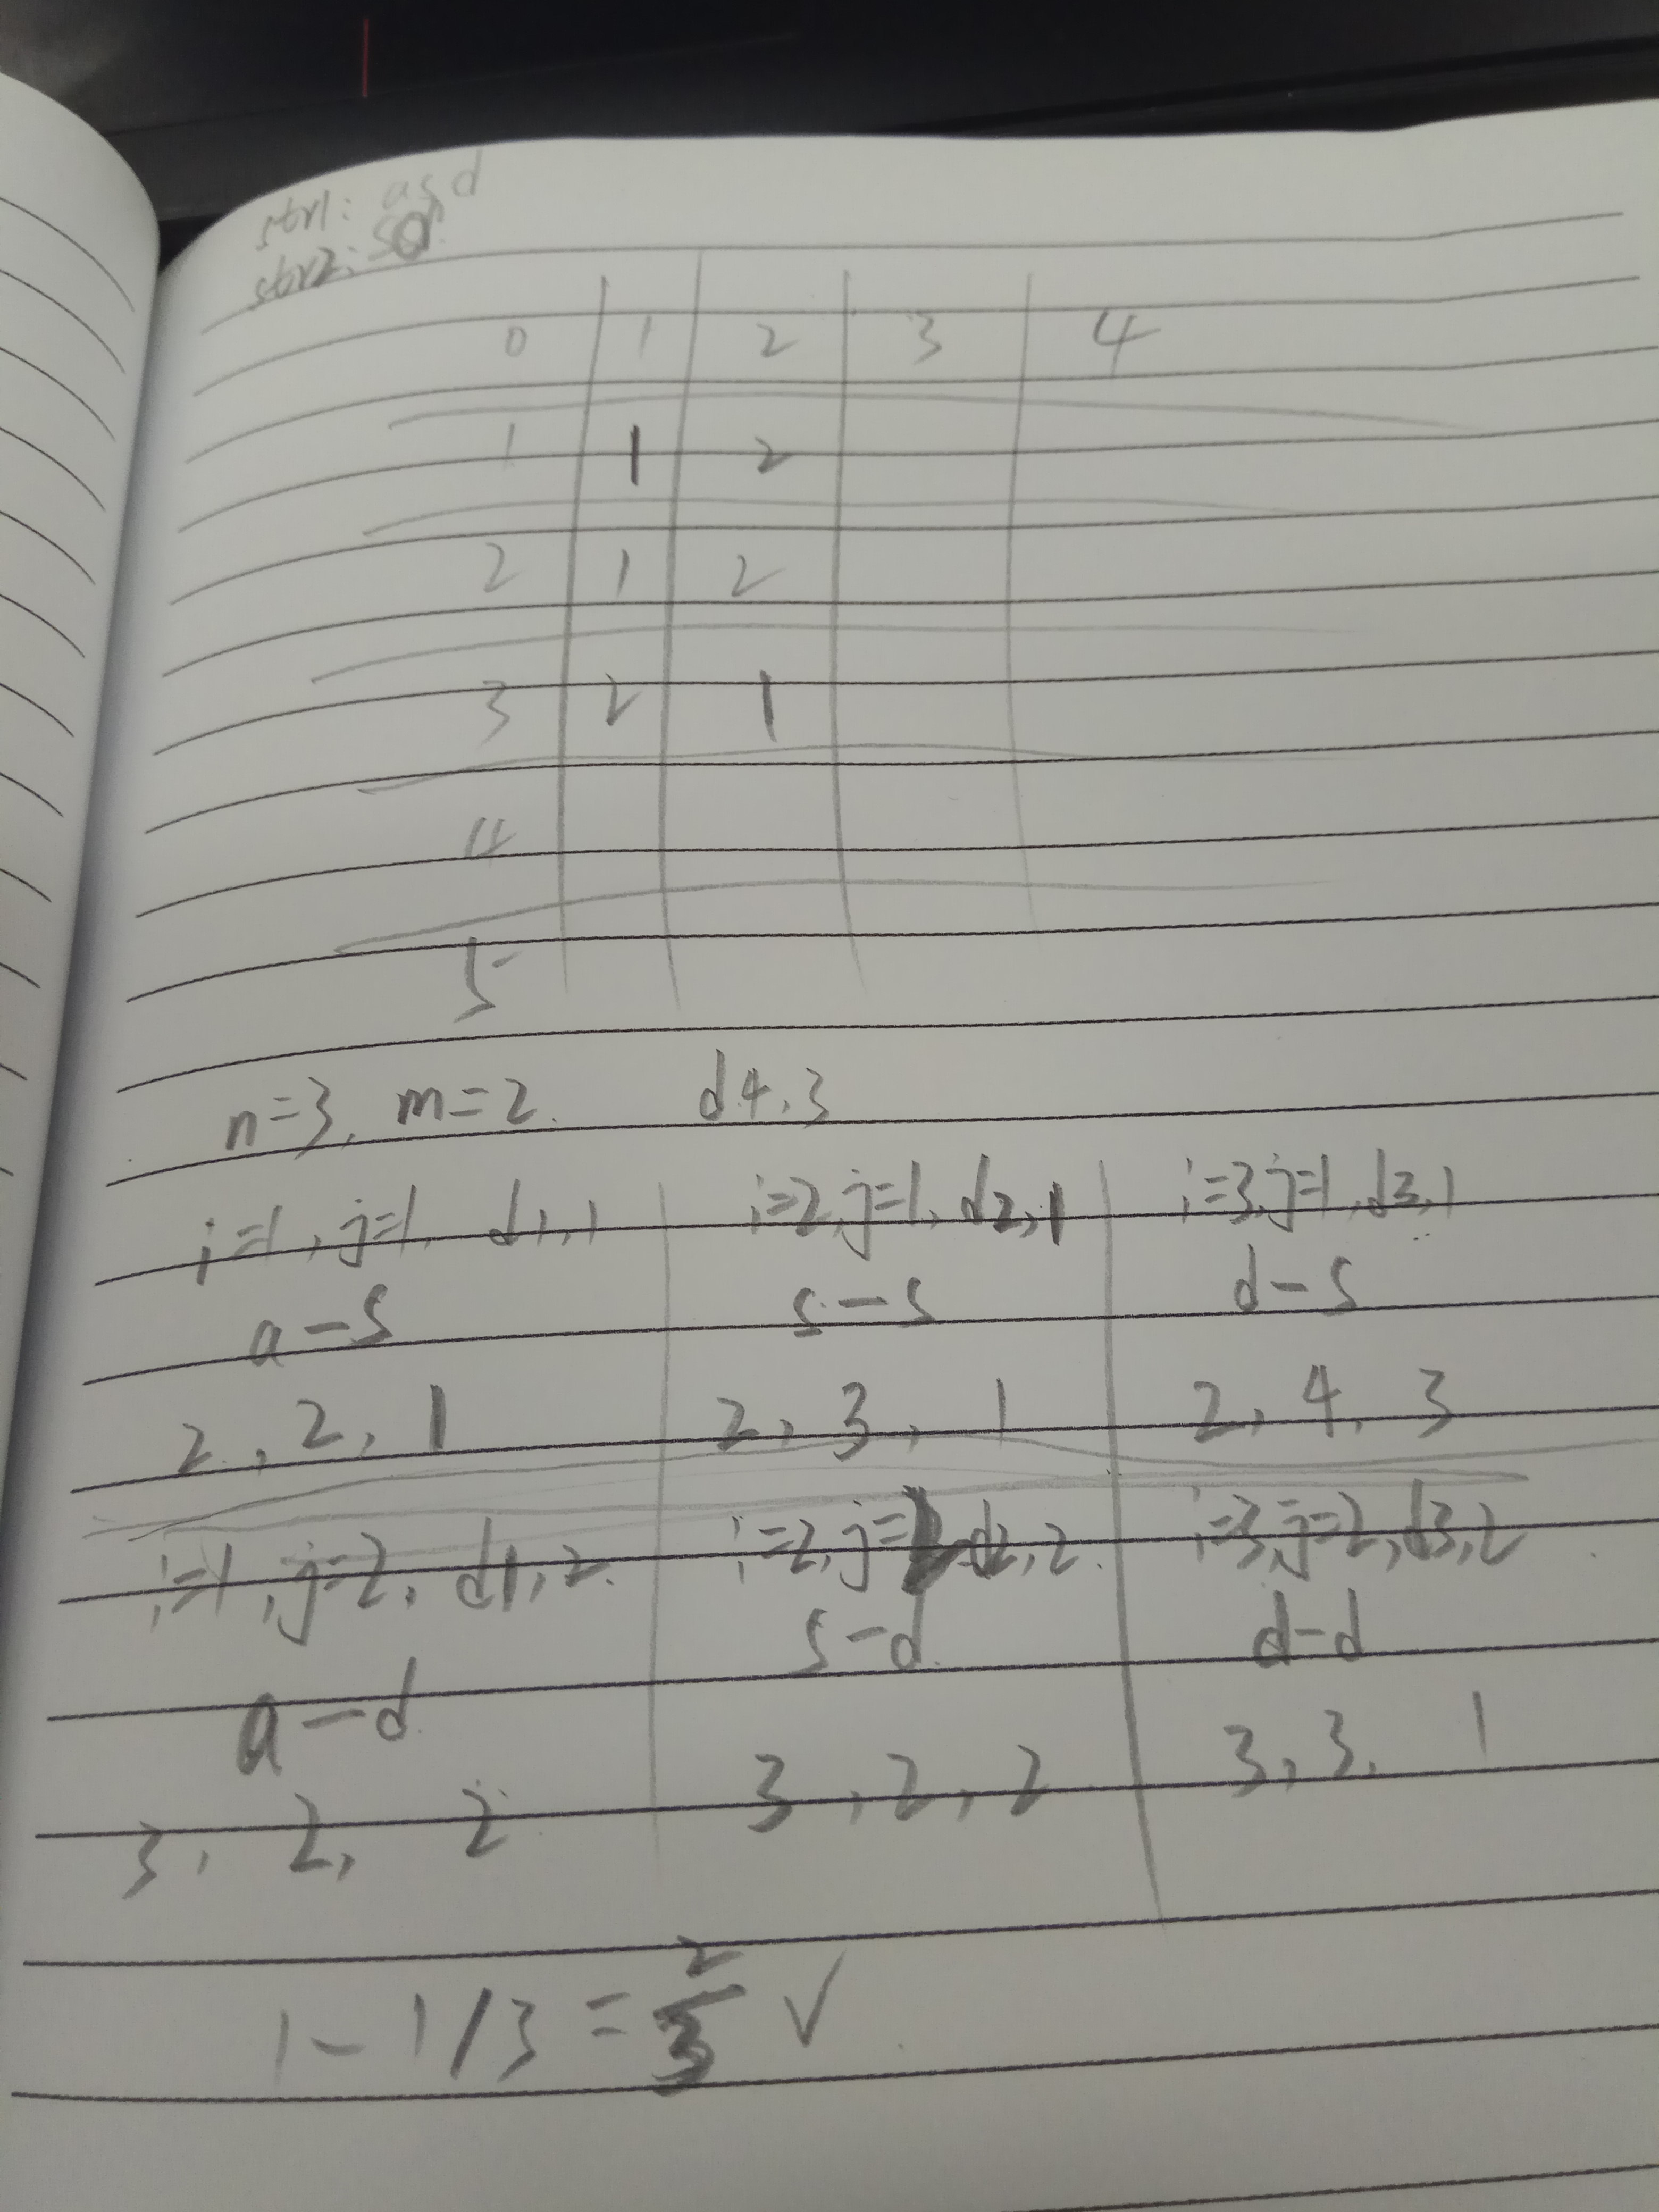 str1: asd
str2: sd
0 1 2 3 4
1 1 2
2 1 2
3 2 1
4
5
n=3, m=2. d4,3
i=1, j=1, d1,1 i=2, j=1, d2,1 i=3, j=1, d3,1
a-s s-s d-s
2, 2, 1 2, 3, 1 2, 4, 3
i=1, j=2, d1,2. i=2, j=2 d2,2. i=3, j=2, d3,2
a-d s-d. d-d
3, 2, 2 3, 2, 2 3, 3, 1
1-1/3 = 2/3 √